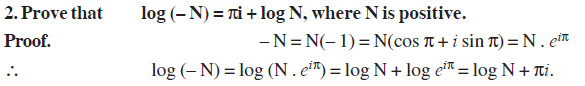 2. Prove that log (– N) = πi + log N, where N is positive.
Proof. – N = N(– 1) = N(cos π + i sin π) = N . e^{iπ}
∴ log (– N) = log (N . e^{iπ}) = log N + log e^{iπ} = log N + πi.